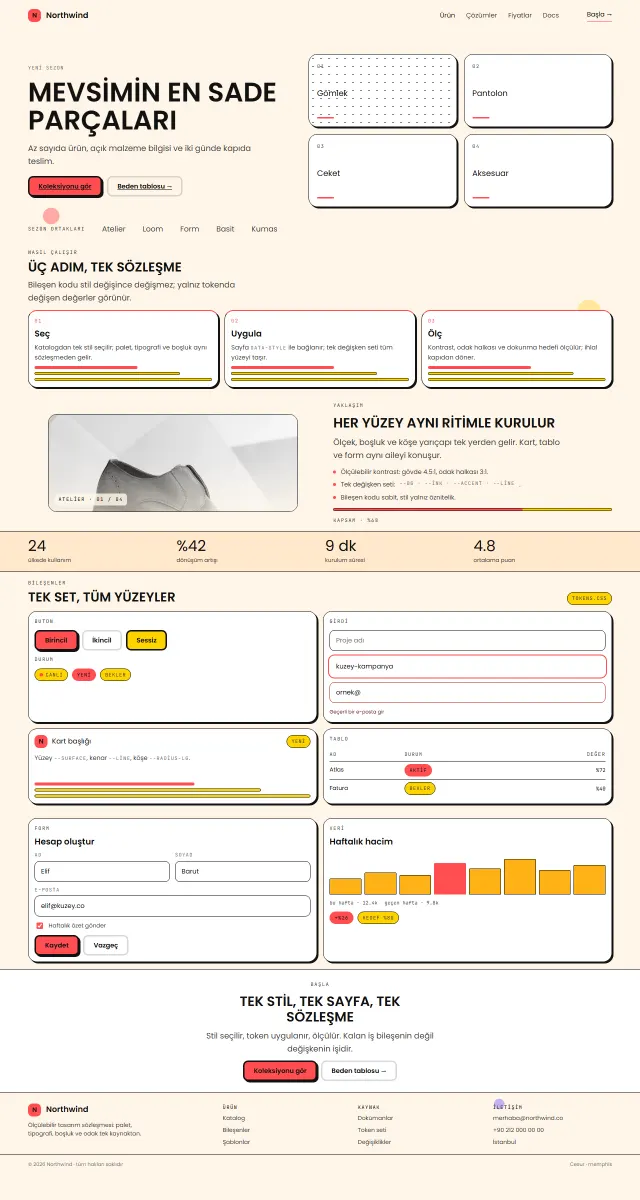 N Northwind
Ürün Çözümler Fiyatlar Docs Başla →
YENİ SEZON
MEVSİMİN EN SADE
PARÇALARI
Az sayıda ürün, açık malzeme bilgisi ve iki günde kapıda
teslim.
Koleksiyonu gör Beden tablosu →
01
Gömlek
02
Pantolon
03
Ceket
04
Aksesuar
SEZON ORTAKLARI Atelier Loom Form Basit Kumas
NASIL ÇALIŞIR
ÜÇ ADIM, TEK SÖZLEŞME
Bileşen kodu stil değişince değişmez; yalnız tokenda
değişen değerler görünür.
01
Seç
Katalogdan tek stil seçilir; palet, tipografi ve boşluk aynı
sözleşmeden gelir.
02
Uygula
Sayfa DATA-STYLE ile bağlanır; tek değişken seti tüm
yüzeyi taşır.
03
Ölç
Kontrast, odak halkası ve dokunma hedefi ölçülür; ihlal
kapıdan döner.
ATELIER · 01 / 04
YAKLAŞIM
HER YÜZEY AYNI RİTİMLE KURULUR
Ölçek, boşluk ve köşe yarıçapı tek yerden gelir. Kart, tablo
ve form aynı aileyi konuşur.
Ölçülebilir kontrast: gövde 4.5:1, odak halkası 3:1.
Tek değişken seti: --BG · --INK · --ACCENT · --LINE .
Bileşen kodu sabit, stil yalnız öznitelik.
KAPSAM · %68
24
ülkede kullanım
%42
dönüşüm artışı
9 dk
kurulum süresi
4.8
ortalama puan
BİLEŞENLER
TEK SET, TÜM YÜZEYLER
TOKENS.CSS
BUTON
Birincil İkincil Sessiz
DURUM
CANLI YENİ BEKLER
GİRDİ
Proje adı
kuzey-kampanya
ornek@
Geçerli bir e-posta gir
N Kart başlığı YENİ
Yüzey --SURFACE, kenar --LINE, köşe --RADIUS-LG.
TABLO
AD DURUM DEĞER
Atlas AKTİF %72
Fatura BEKLER %48
FORM
Hesap oluştur
AD SOYAD
Elif Barut
E-POSTA
elif@kuzey.co
Haftalık özet gönder
Kaydet Vazgeç
VERİ
Haftalık hacim
bu hafta · 12.4k geçen hafta · 9.8k
HEDEF %80
BAŞLA
TEK STİL, TEK SAYFA, TEK
SÖZLEŞME
Stil seçilir, token uygulanır, ölçülür. Kalan iş bileşenin değil
değişkenin işidir.
Koleksiyonu gör Beden tablosu →
N Northwind
Ölçülebilir tasarım sözleşmesi: palet,
tipografi, boşluk ve odak tek kaynaktan.
ÜRÜN
Katalog
Bileşenler
Şablonlar
KAYNAK
Dokümanlar
Token seti
Değişiklikler
İLETİŞİM
merhaba@northwind.co
+90 212 000 00 00
İstanbul
© 2026 Northwind · tüm hakları saklıdır
Cesur · memphis